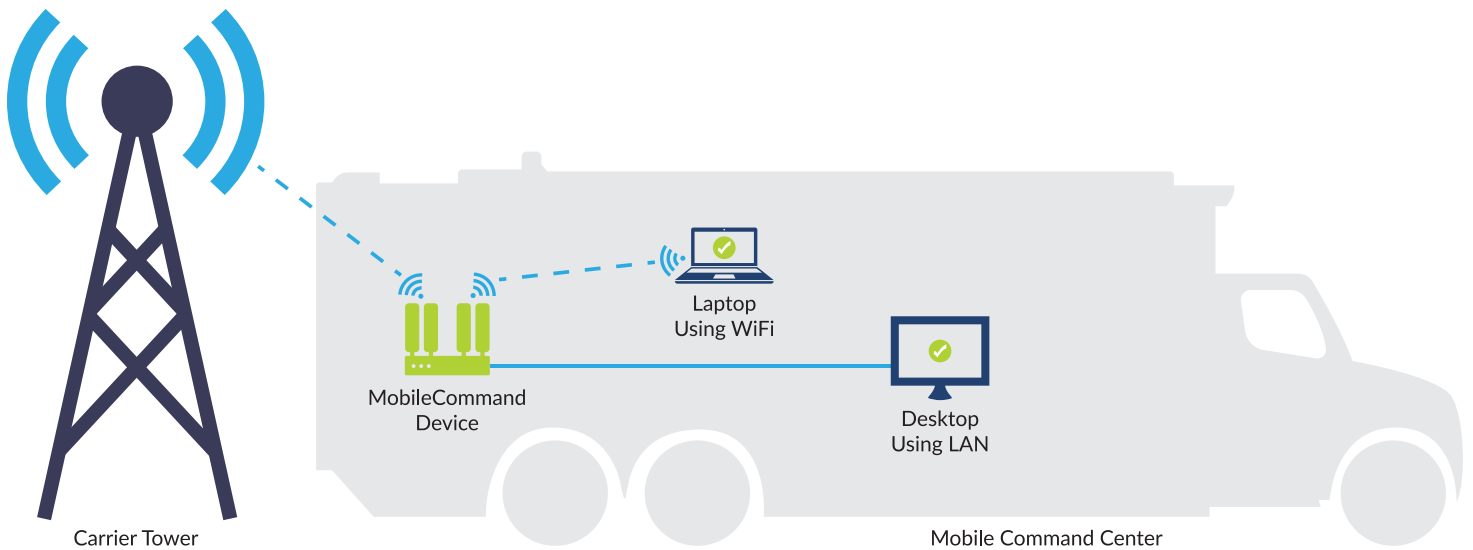 Laptop
Using WiFi
MobileCommand
Device
Desktop
Using LAN
Carrier Tower
Mobile Command Center